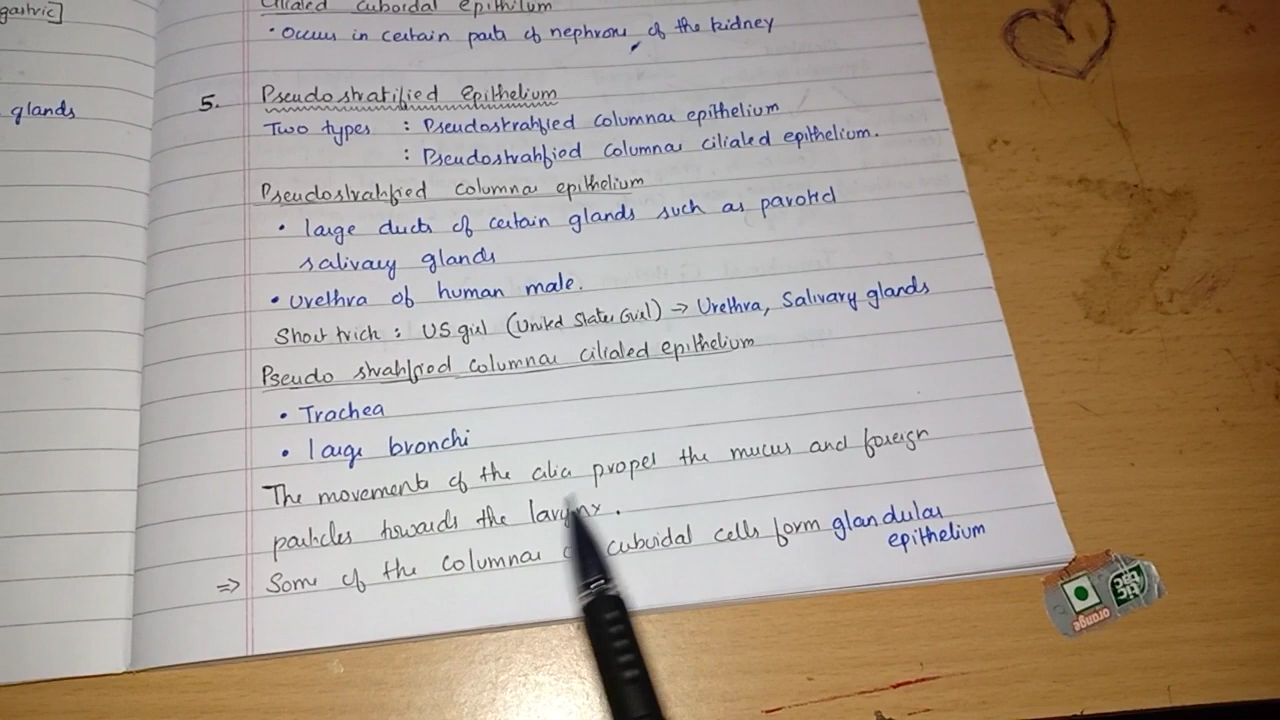 gastric]
glands
Ciliated cuboidal epithilum
• Occurs in certain parts of nephrons of the kidney
5. Pseudostratified Epithelium
Two types : Pseudostratified columnar epithelium
: Pseudostratified columnar ciliated epithelium.
Pseudostratified columnar epithelium
• large ducts of certain glands such as parotid
salivary glands
• Urethra of human male.
Short trick : US girl (United States Girl) → Urethra, Salivary glands
Pseudo stratified columnar ciliated epithelium
• Trachea
• large bronchi
The movements of the cilia propel the mucus and foreign
particles towards the larynx.
⇒ Some of the columnar cuboidal cells form glandular
epithelium
orange